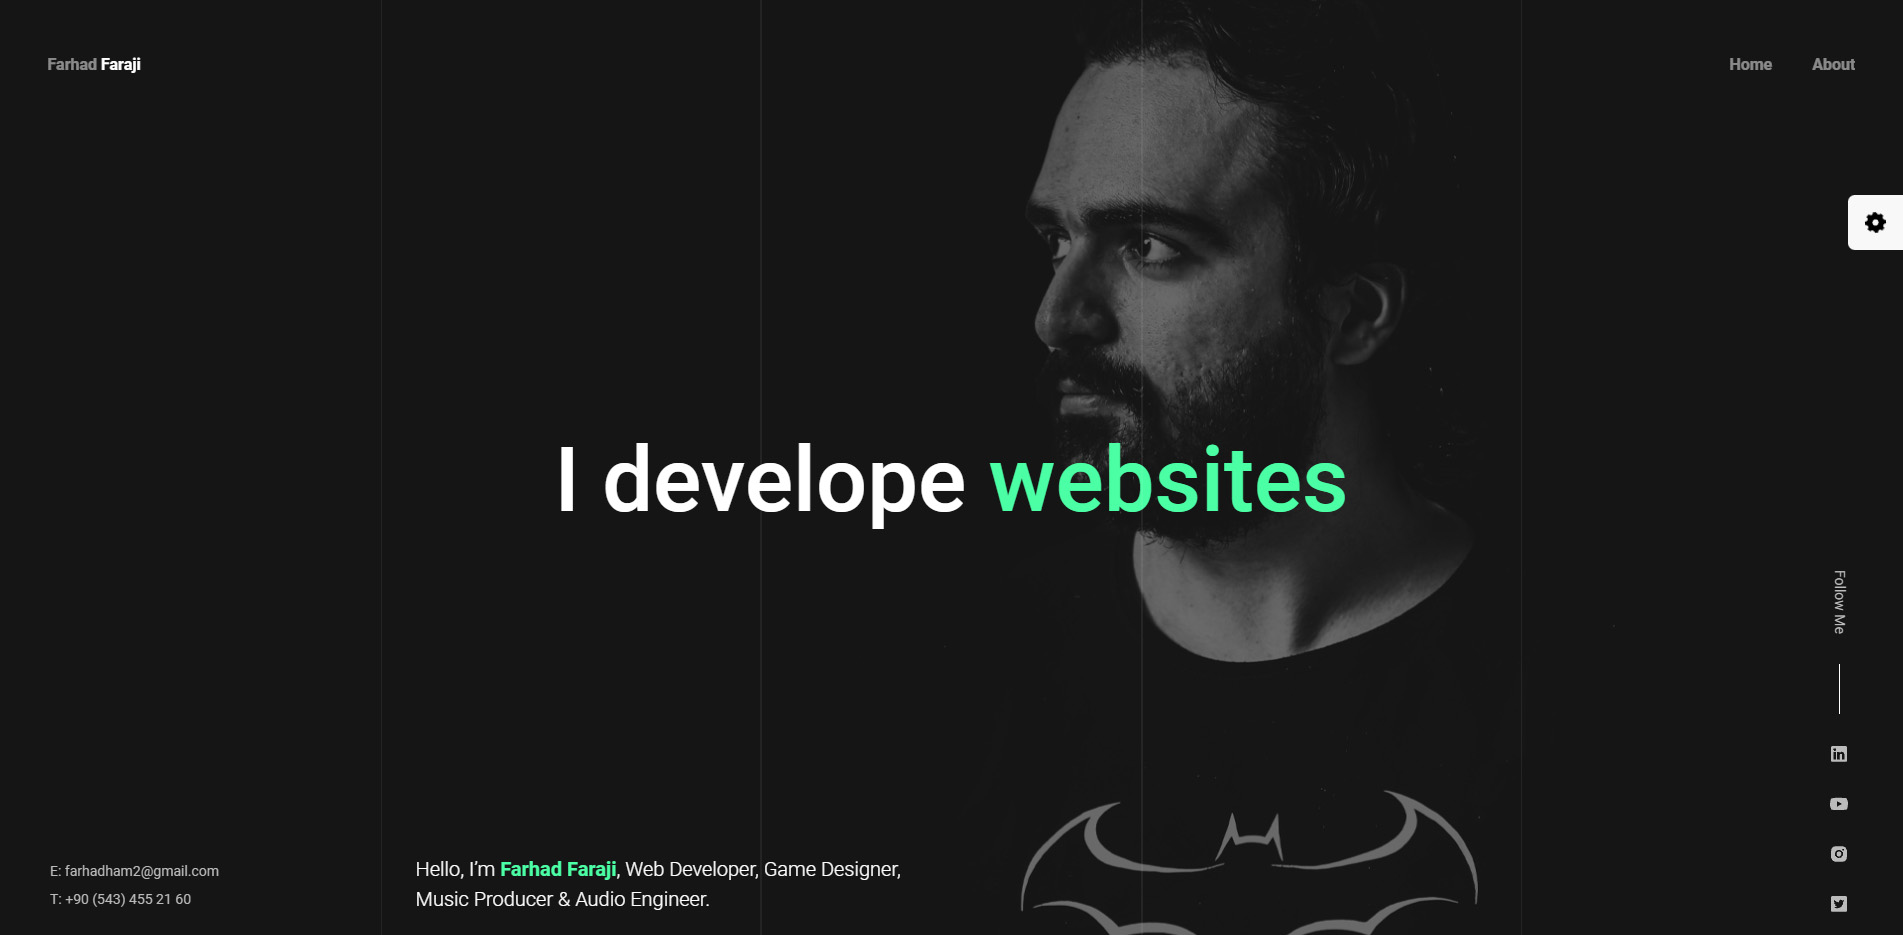 Farhad Faraji
Home About
I develope websites
Follow Me
E: farhadham2@gmail.com
T: +90 (543) 455 21 60
Hello, I'm Farhad Faraji, Web Developer, Game Designer,
Music Producer & Audio Engineer.